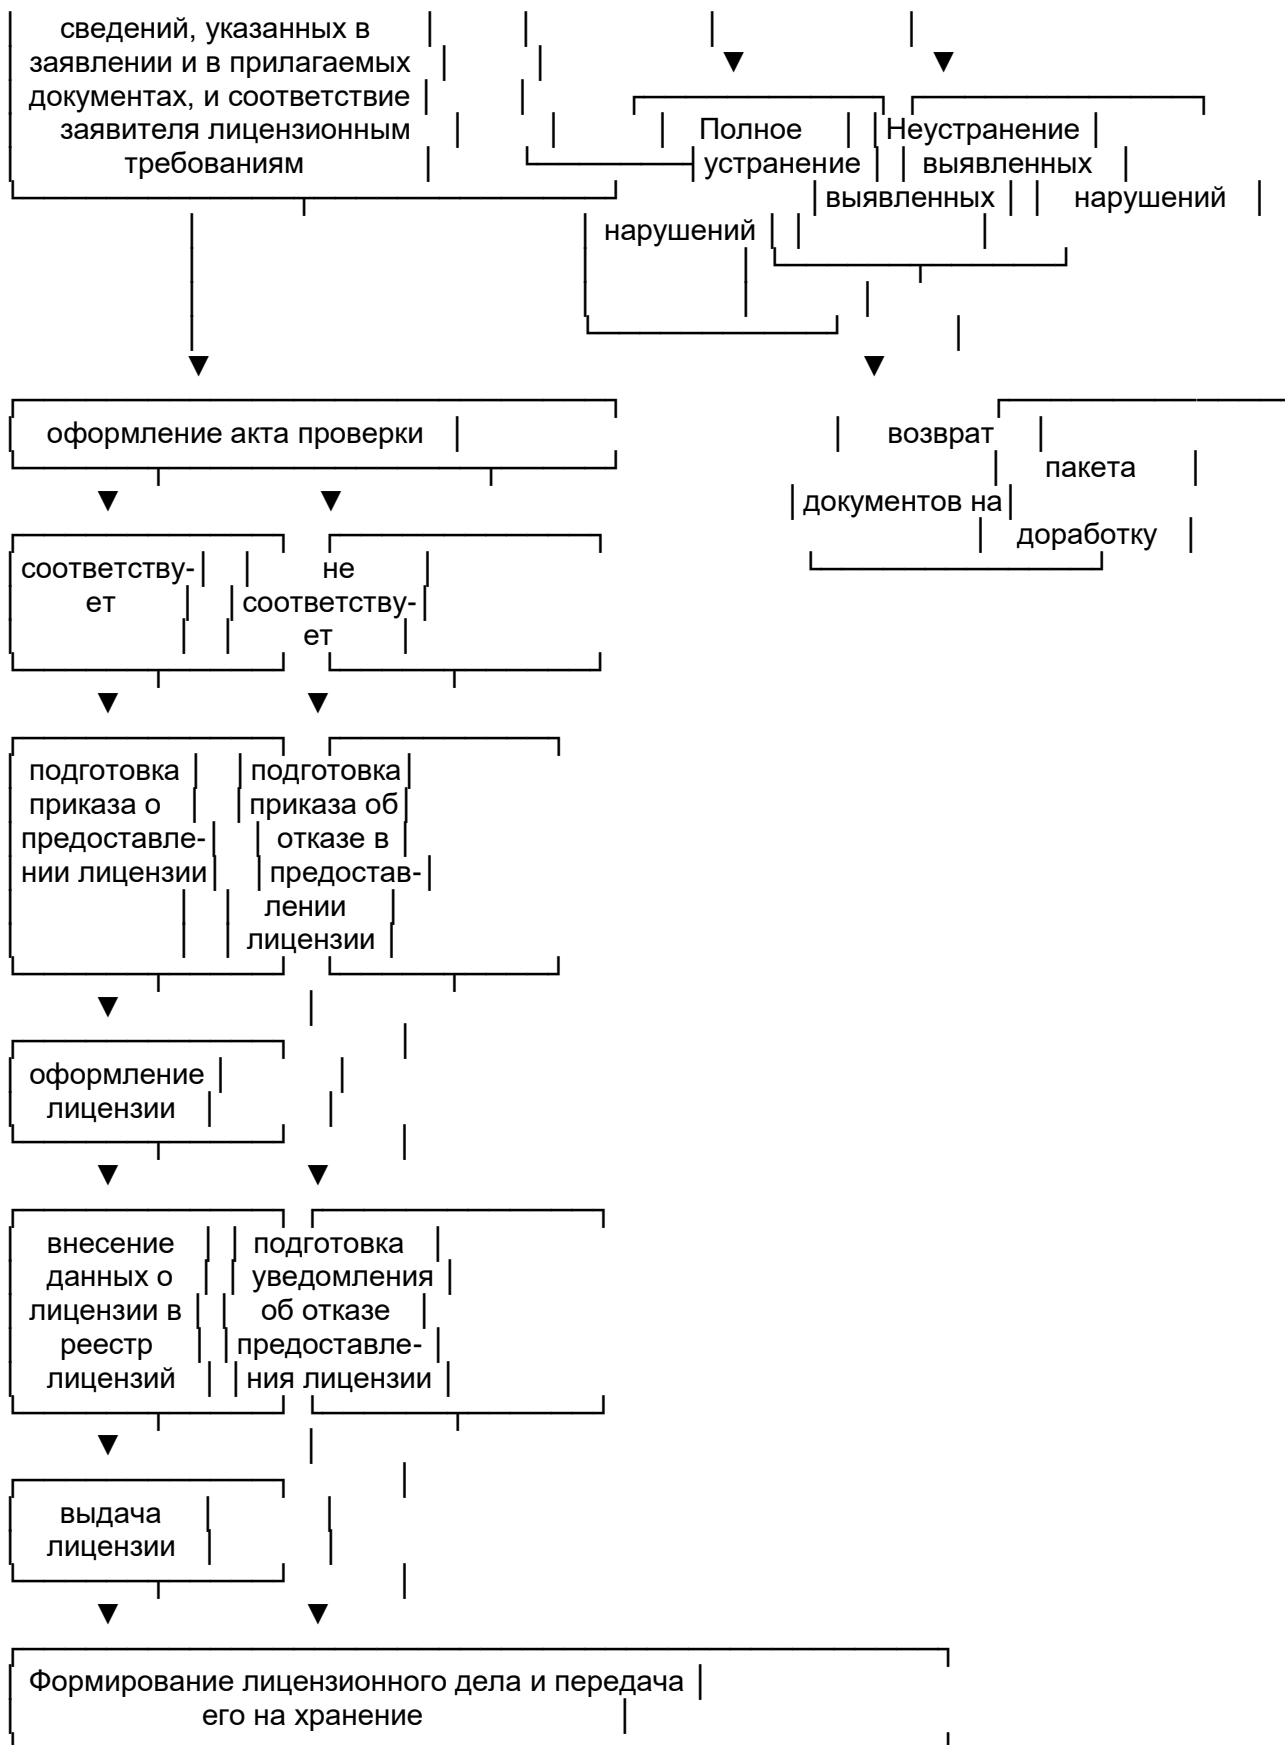 сведений, указанных в
заявлении и в прилагаемых
документах, и соответствие
заявителя лицензионным
требованиям
Полное
устранение
выявленных
нарушений
Неустранение
выявленных
нарушений
оформление акта проверки
возврат
пакета
документов на
доработку
соответству-
ет
не
соответству-
ет
подготовка
приказа о
предоставле-
нии лицензии
подготовка
приказа об
отказе в
предостав-
лении
лицензии
оформление
лицензии
внесение
данных о
лицензии в
реестр
лицензий
подготовка
уведомления
об отказе
предоставле-
ния лицензии
выдача
лицензии
Формирование лицензионного дела и передача
его на хранение